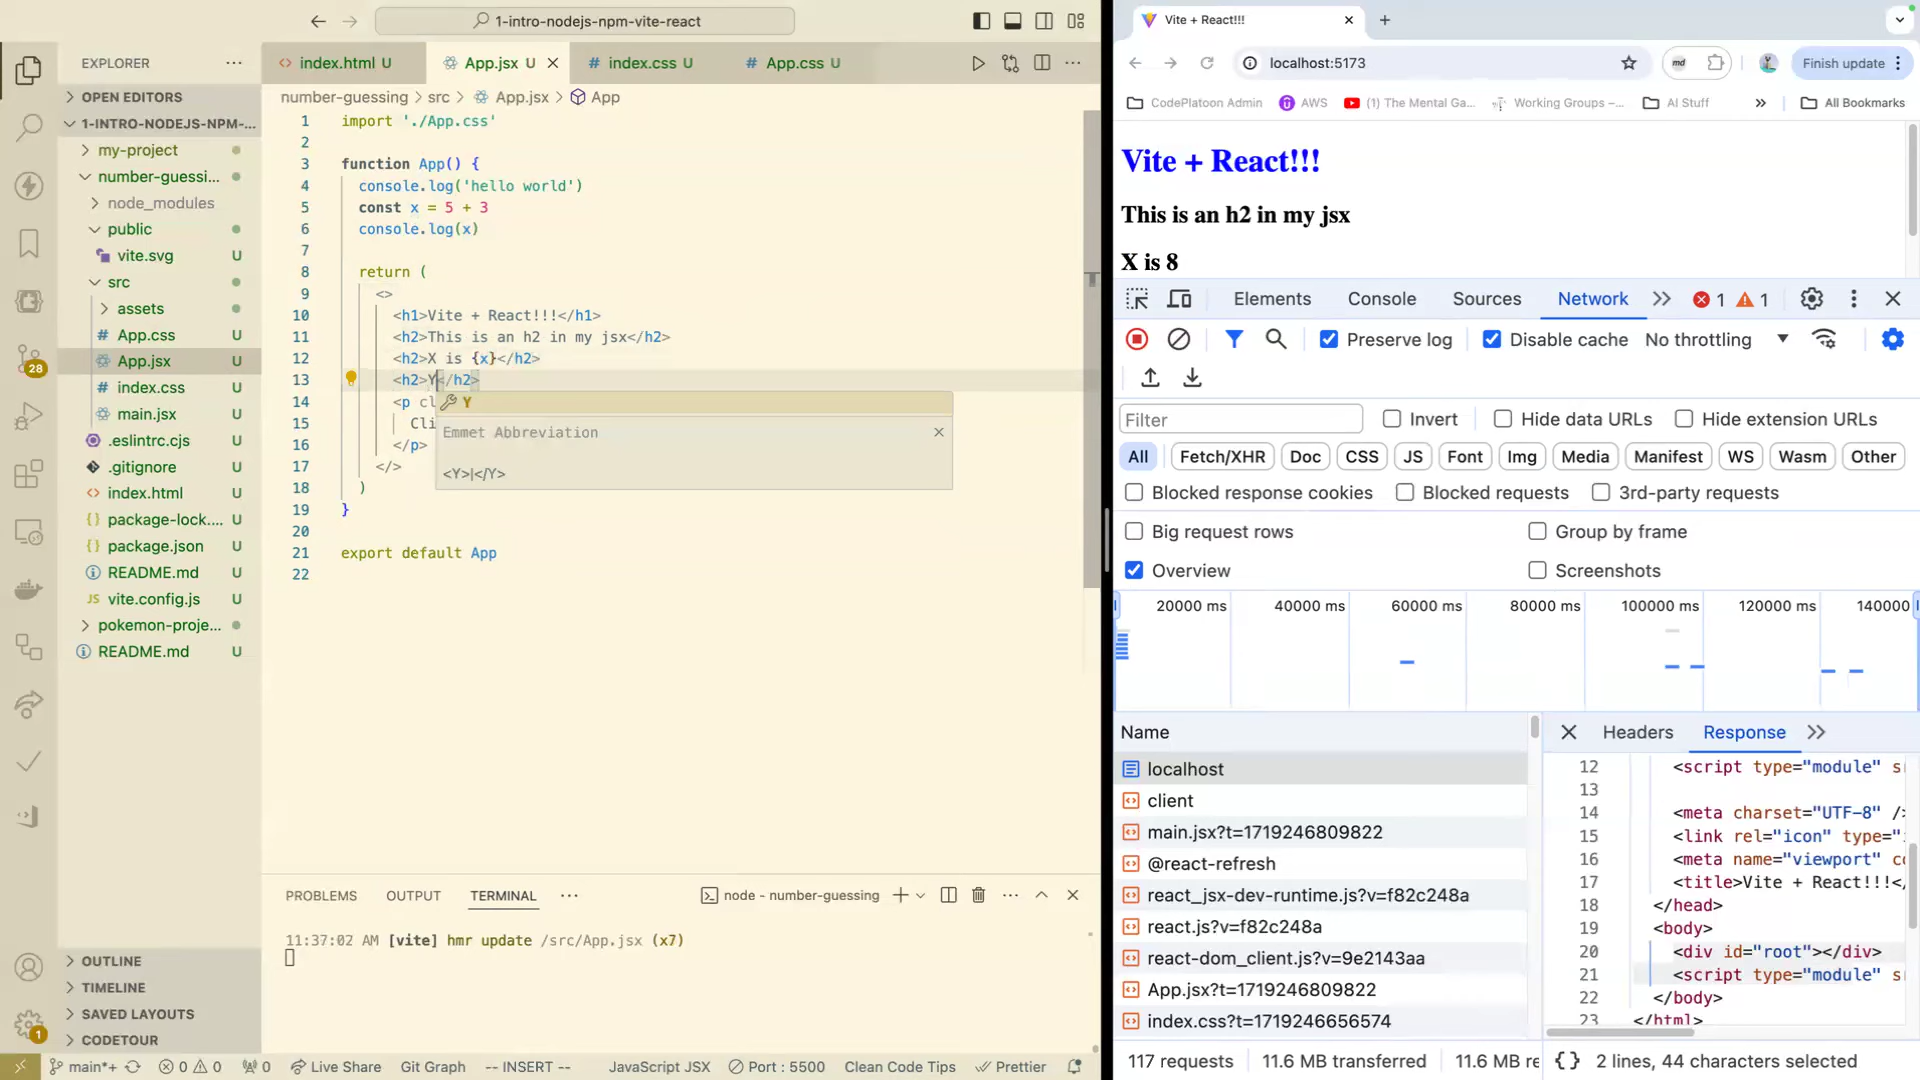 1-intro-nodejs-npm-vite-react
EXPLORER
index.html U
App.jsx U
index.css U
App.css U
OPEN EDITORS
1-INTRO-NODEJS-NPM-...
my-project
number-guessi...
node_modules
public
vite.svg U
src
assets
App.css U
App.jsx U
index.css U
main.jsx U
.eslintrc.cjs U
.gitignore U
index.html U
package-lock.... U
package.json U
README.md U
vite.config.js U
pokemon-proje...
README.md U
28
OUTLINE
TIMELINE
SAVED LAYOUTS
CODETOUR
1
number-guessing > src > App.jsx > App
1 import './App.css'
2
3 function App() {
4 console.log('hello world')
5 const x = 5 + 3
6 console.log(x)
7
8 return (
9 <>
10 <h1>Vite + React!!!</h1>
11 <h2>This is an h2 in my jsx</h2>
12 <h2>X is {x}</h2>
13 <h2>Y</h2>
14 <p cl
15 Cli
16 </p>
17 </>
18 )
19 }
20
21 export default App
22
Y
Emmet Abbreviation
<Y>|</Y>
PROBLEMS OUTPUT TERMINAL
node - number-guessing
11:37:02 AM [vite] hmr update /src/App.jsx (x7)
main*+ 0 0 0 Live Share Git Graph -- INSERT -- JavaScript JSX Port : 5500 Clean Code Tips Prettier
Vite + React!!!
localhost:5173
md
Finish update
CodePlatoon Admin
AWS
(1) The Mental Ga...
Working Groups –...
AI Stuff
All Bookmarks
Vite + React!!!
This is an h2 in my jsx
X is 8
Elements Console Sources Network 1 1
Preserve log Disable cache No throttling
Filter Invert Hide data URLs Hide extension URLs
All Fetch/XHR Doc CSS JS Font Img Media Manifest WS Wasm Other
Blocked response cookies Blocked requests 3rd-party requests
Big request rows Group by frame
Overview Screenshots
20000 ms 40000 ms 60000 ms 80000 ms 100000 ms 120000 ms 140000
Name
localhost
client
main.jsx?t=1719246809822
@react-refresh
react_jsx-dev-runtime.js?v=f82c248a
react.js?v=f82c248a
react-dom_client.js?v=9e2143aa
App.jsx?t=1719246809822
index.css?t=1719246656574
Headers Response
12 <script type="module" s
13
14 <meta charset="UTF-8" />
15 <link rel="icon" type="
16 <meta name="viewport" c
17 <title>Vite + React!!!<
18 </head>
19 <body>
20 <div id="root"></div>
21 <script type="module" s
22 </body>
23 </html>
117 requests 11.6 MB transferred 11.6 MB re
2 lines, 44 characters selected